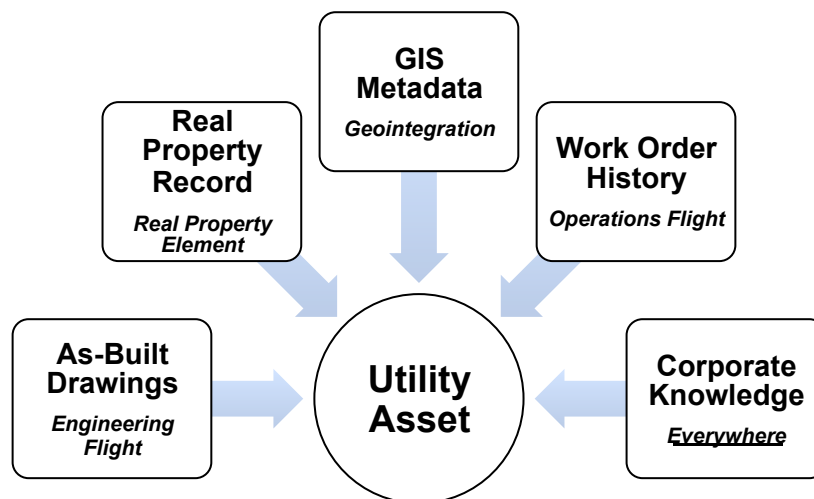 GIS
Metadata
Geointegration
Real
Property
Record
Real Property
Element
Work Order
History
Operations Flight
As-Built
Drawings
Engineering
Flight
Utility
Asset
Corporate
Knowledge
Everywhere